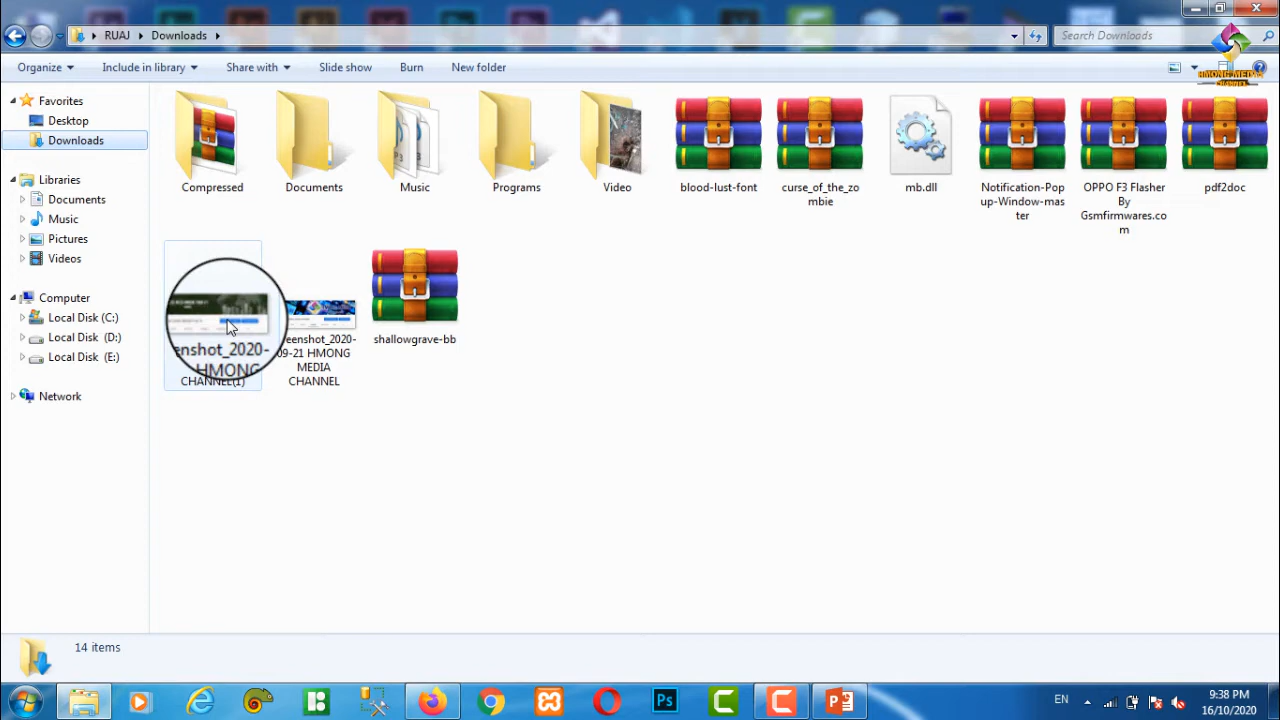 RUAJ
Downloads
Search Downloads
Organize
Include in library
Share with
Slide show
Burn
New folder
HMONG MEDIA
CHANNEL
Favorites
Desktop
Downloads
Libraries
Documents
Music
Pictures
Videos
Computer
Local Disk (C:)
Local Disk (D:)
Local Disk (E:)
Network
Compressed
Documents
Music
Programs
Video
blood-lust-font
curse_of_the_zo
mbie
mb.dll
Notification-Pop
up-Window-mas
ter
OPPO F3 Flasher
By
Gsmfirmwares.co
m
pdf2doc
enshot_2020-
HMONG
CHANNEL(1)
eenshot_2020-
09-21 HMONG
MEDIA
CHANNEL
shallowgrave-bb
14 items
Ps
EN
9:38 PM
16/10/2020